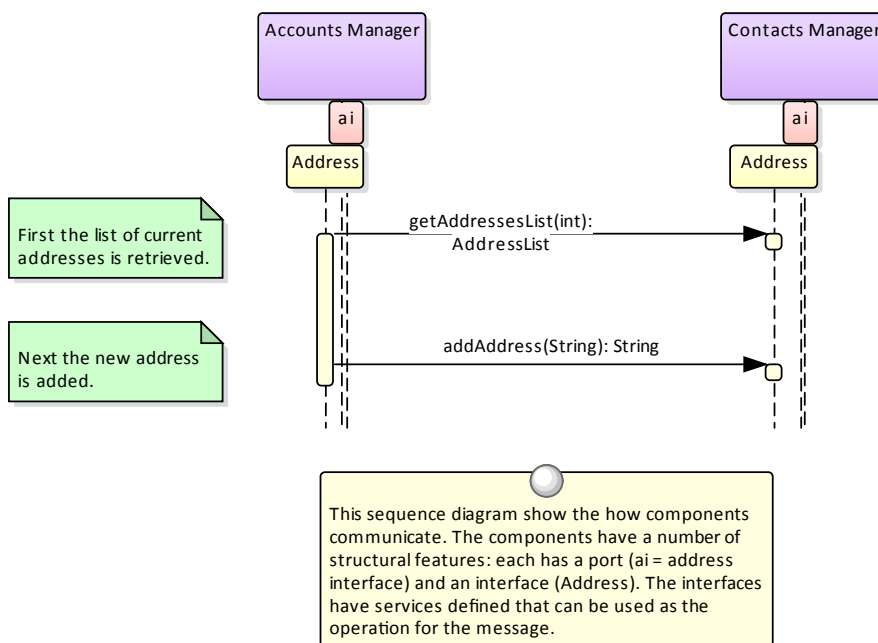 Accounts Manager
Contacts Manager
ai
ai
Address
Address
First the list of current
addresses is retrieved.
getAddressesList(int):
AddressList
Next the new address
is added.
addAddress(String): String
This sequence diagram show the how components
communicate. The components have a number of
structural features: each has a port (ai = address
interface) and an interface (Address). The interfaces
have services defined that can be used as the
operation for the message.